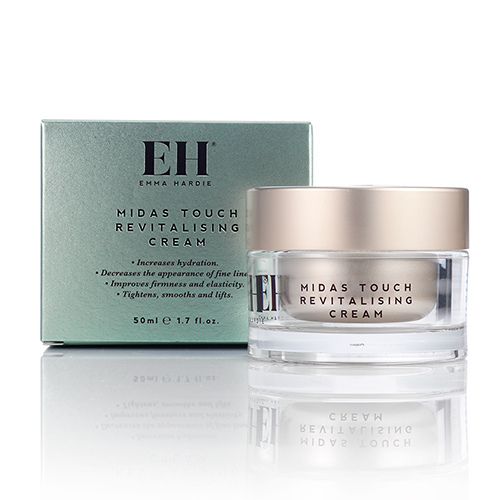 EH®
EMMA HARDIE
MIDAS TOUCH
REVITALISING
CREAM
• Increases hydration.
• Decreases the appearance of fine line
• Improves firmness and elasticity.
• Tightens, smooths and lifts.
50ml ℮ 1.7 fl.oz.
EH
MIDAS TOUCH
REVITALISING
CREAM